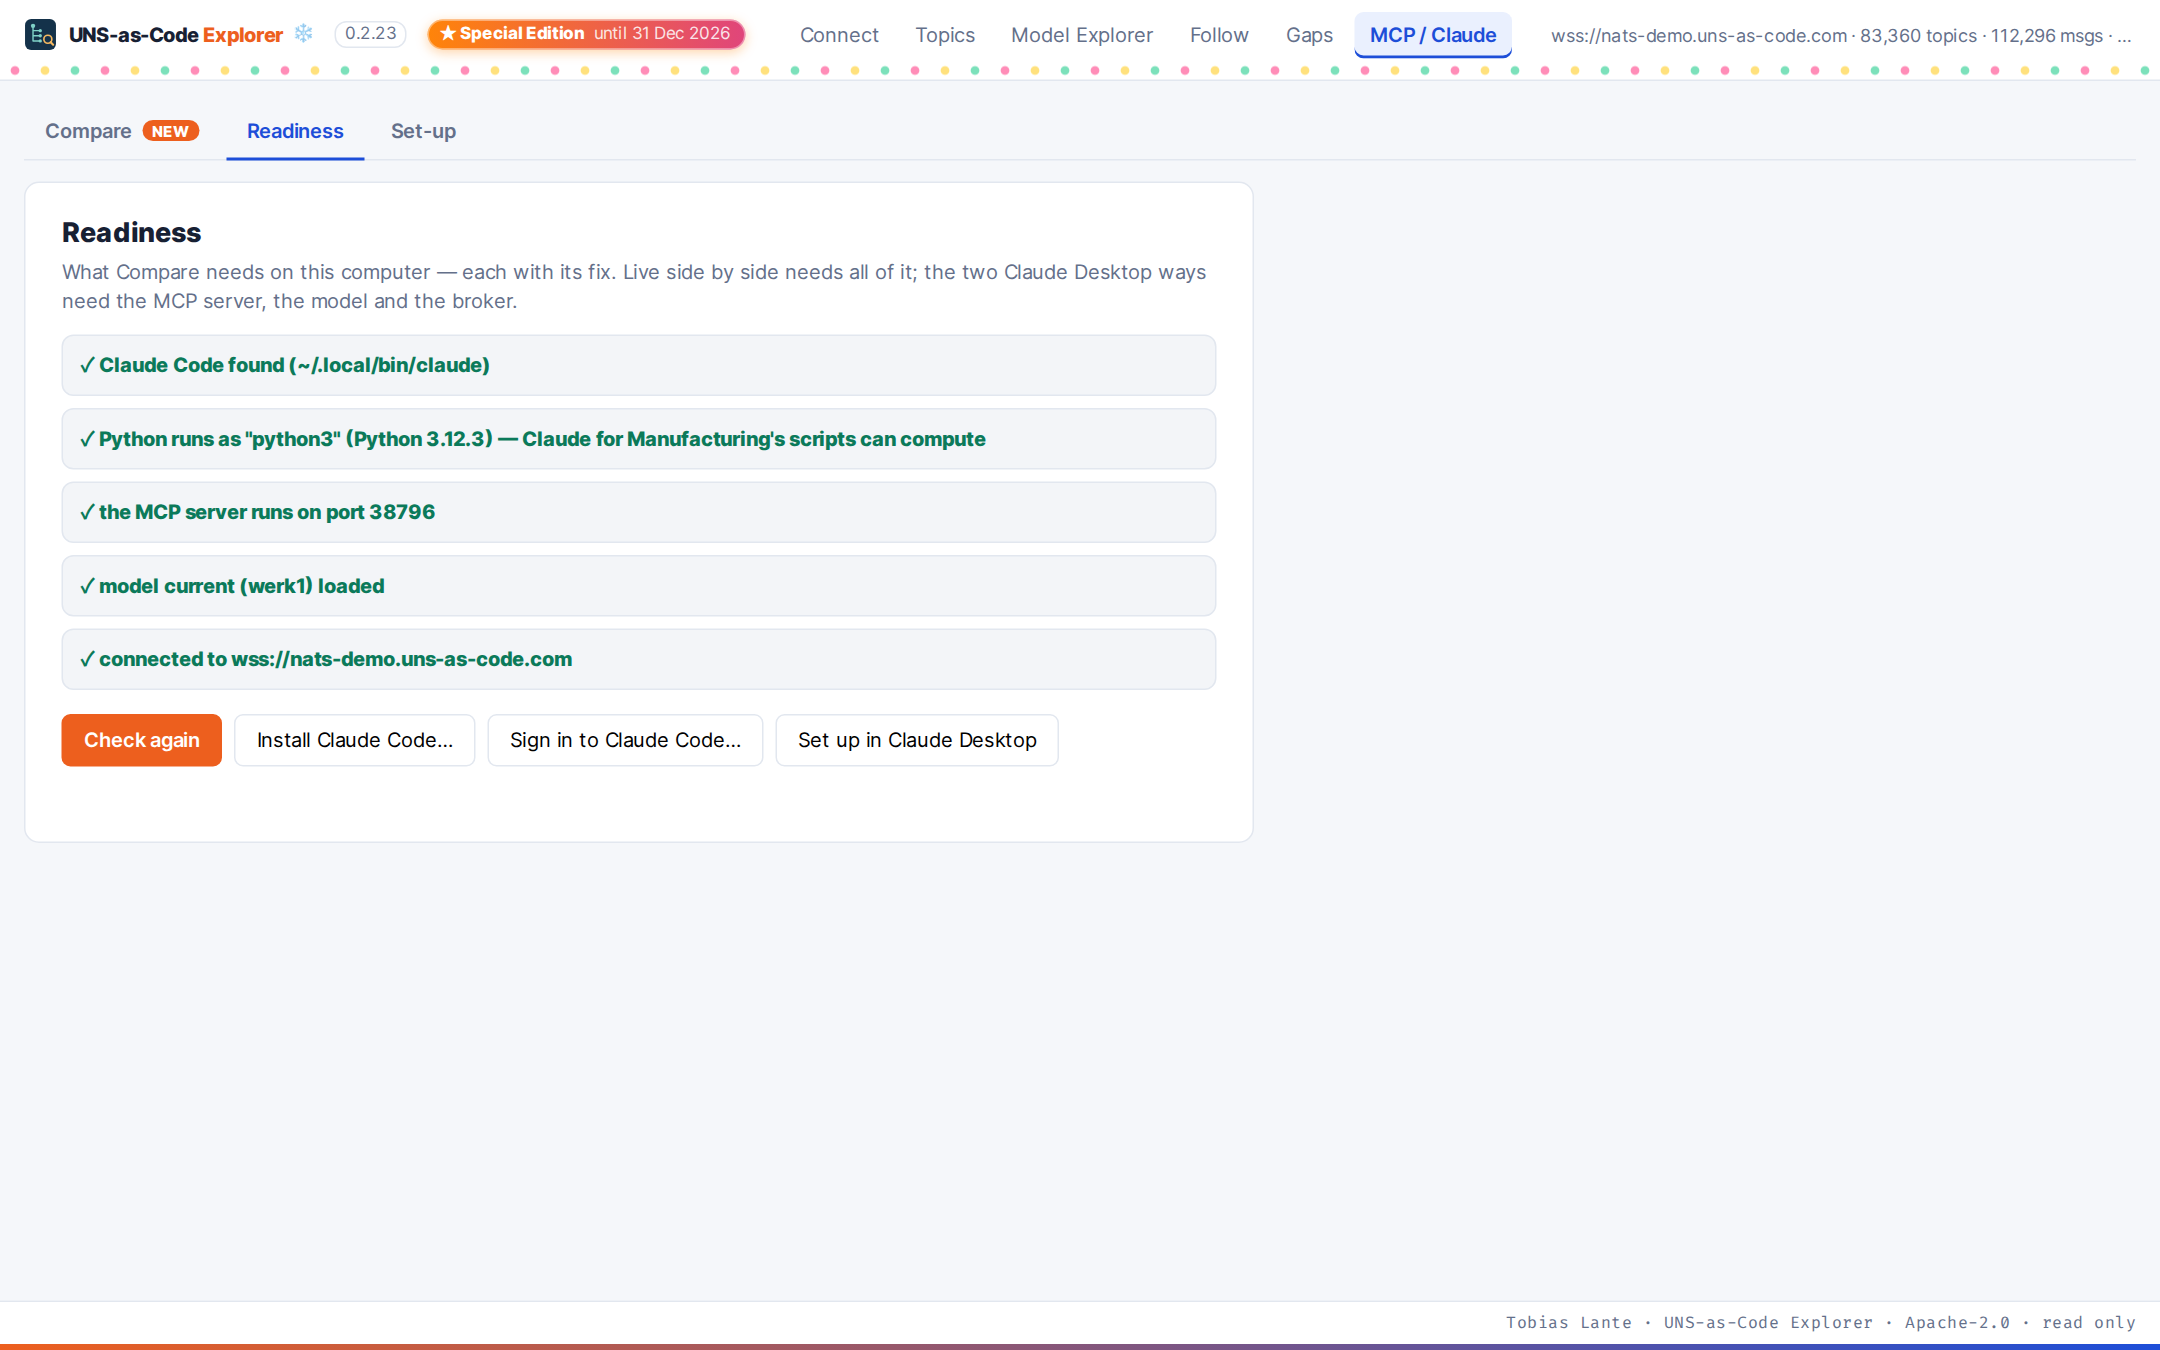 UNS-as-Code Explorer ❄ 0.2.23 ★ Special Edition until 31 Dec 2026 Connect Topics Model Explorer Follow Gaps MCP / Claude wss://nats-demo.uns-as-code.com · 83,360 topics · 112,296 msgs · ...
Compare NEW Readiness Set-up
Readiness
What Compare needs on this computer — each with its fix. Live side by side needs all of it; the two Claude Desktop ways
need the MCP server, the model and the broker.
✓ Claude Code found (~/.local/bin/claude)
✓ Python runs as "python3" (Python 3.12.3) — Claude for Manufacturing's scripts can compute
✓ the MCP server runs on port 38796
✓ model current (werk1) loaded
✓ connected to wss://nats-demo.uns-as-code.com
Check again Install Claude Code... Sign in to Claude Code... Set up in Claude Desktop
Tobias Lante · UNS-as-Code Explorer · Apache-2.0 · read only